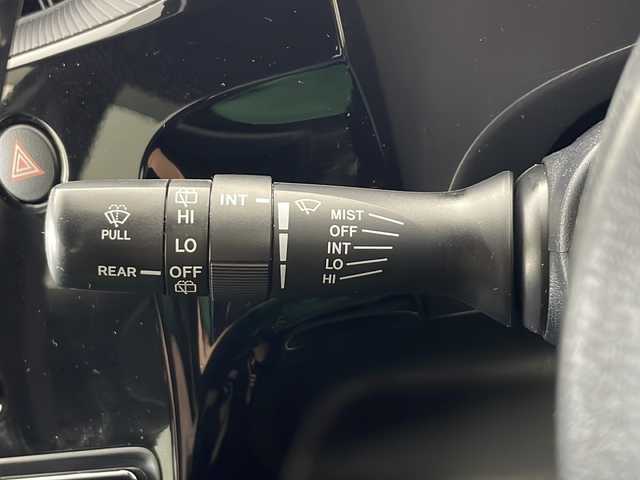 PULL
REAR
HI
LO
OFF
INT
MIST
OFF
INT
LO
HI